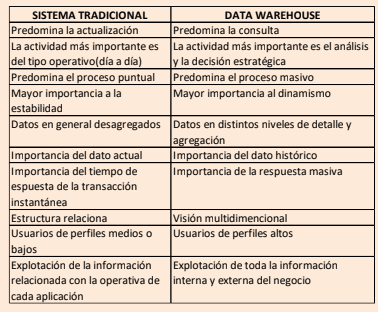 SISTEMA TRADICIONAL
DATA WAREHOUSE
Predomina la actualización
Predomina la consulta
La actividad más importante es
del tipo operativo(día a día)
La actividad más importante es el análisis
y la decisión estratégica
Predomina el proceso puntual
Predomina el proceso masivo
Mayor importancia a la
estabilidad
Mayor importancia al dinamismo
Datos en general desagregados
Datos en distintos niveles de detalle y
agregación
Importancia del dato actual
Importancia del dato histórico
Importancia del tiempo de
espuesta de la transacción
instantánea
Importancia de la respuesta masiva
Estructura relaciona
Visión multidimencional
Usuarios de perfiles medios o
bajos
Usuarios de perfiles altos
Explotación de la información
relacionada con la operativa de
cada aplicación
Explotación de toda la información
interna y externa del negocio